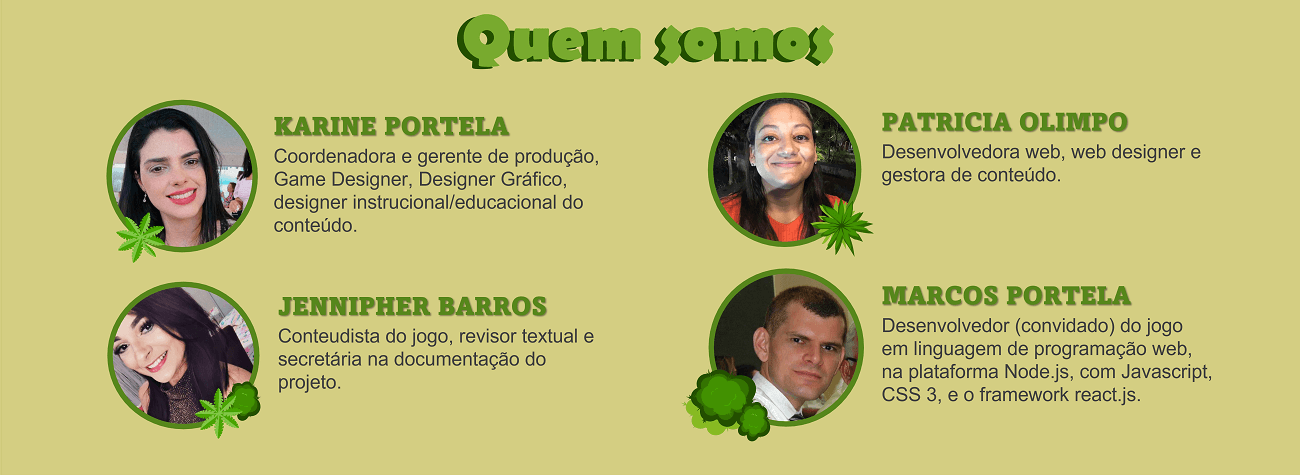 Quem somos
KARINE PORTELA
Coordenadora e gerente de produção,
Game Designer, Designer Gráfico,
designer instrucional/educacional do
conteúdo.
PATRICIA OLIMPO
Desenvolvedora web, web designer e
gestora de conteúdo.
JENNIPHER BARROS
Conteudista do jogo, revisor textual e
secretária na documentação do
projeto.
MARCOS PORTELA
Desenvolvedor (convidado) do jogo
em linguagem de programação web,
na plataforma Node.js, com Javascript,
CSS 3, e o framework react.js.